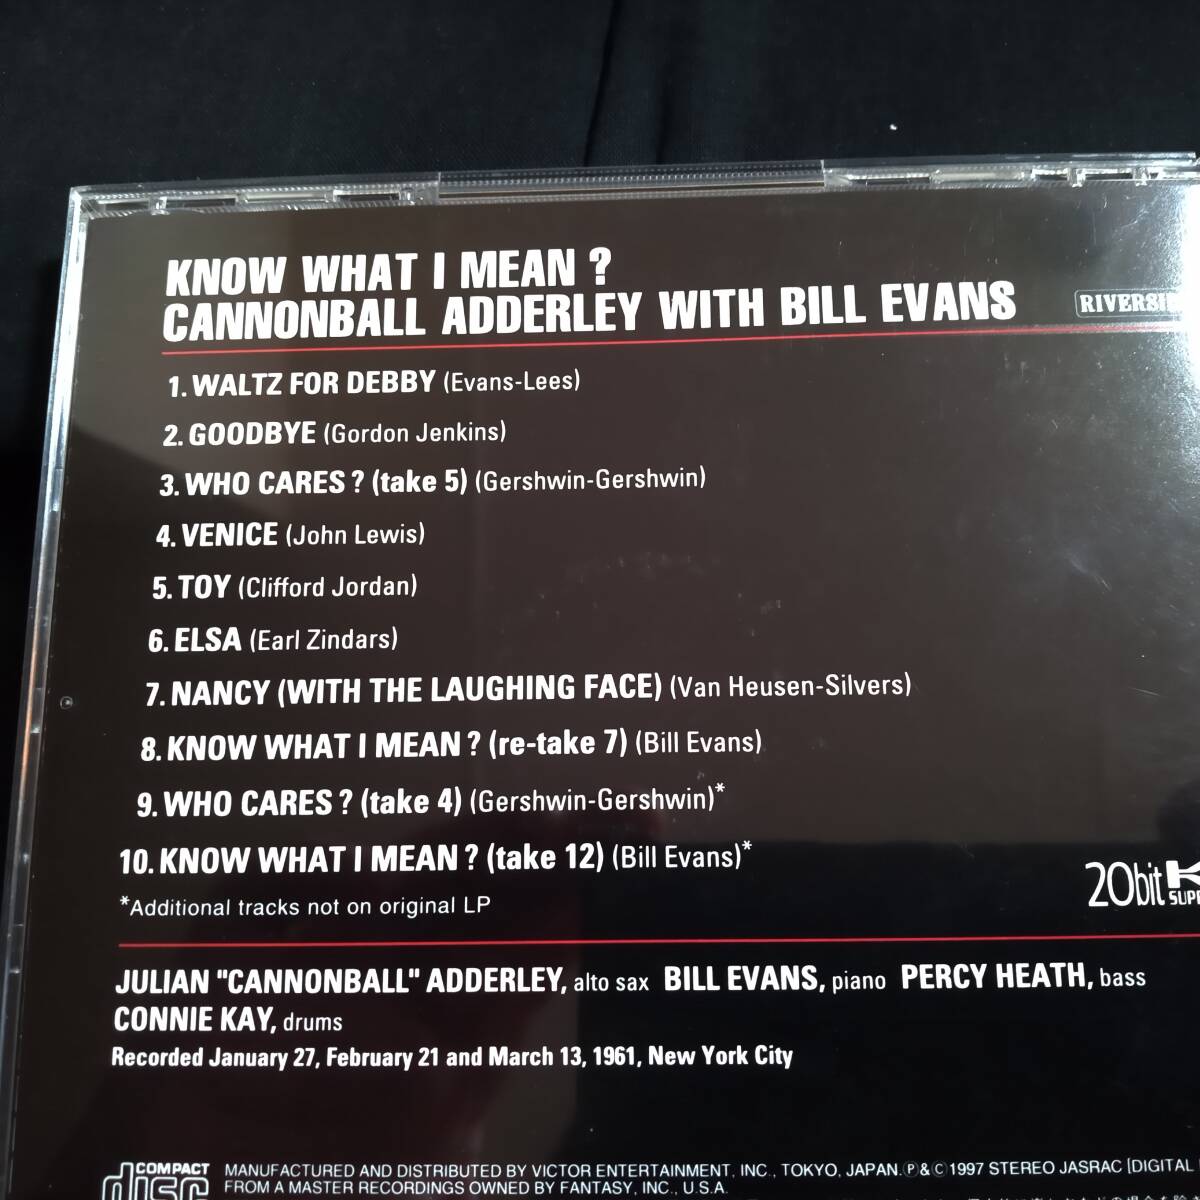 KNOW WHAT I MEAN ?
CANNONBALL ADDERLEY WITH BILL EVANS
1. WALTZ FOR DEBBY (Evans-Lees)
2. GOODBYE (Gordon Jenkins)
3. WHO CARES ? (take 5) (Gershwin-Gershwin)
4. VENICE (John Lewis)
5. TOY (Clifford Jordan)
6. ELSA (Earl Zindars)
7. NANCY (WITH THE LAUGHING FACE) (Van Heusen-Silvers)
8. KNOW WHAT I MEAN ? (re-take 7) (Bill Evans)
9. WHO CARES ? (take 4) (Gershwin-Gershwin)*
10. KNOW WHAT I MEAN ? (take 12) (Bill Evans)*
*Additional tracks not on original LP
20bit
JULIAN "CANNONBALL" ADDERLEY, alto sax BILL EVANS, piano PERCY HEATH, bass
CONNIE KAY, drums
Recorded January 27, February 21 and March 13, 1961, New York City
COMPACT
disc
MANUFACTURED AND DISTRIBUTED BY VICTOR ENTERTAINMENT, INC., TOKYO, JAPAN.Ⓟ&Ⓒ1997 STEREO JASRAC [DIGITAL
FROM A MASTER RECORDINGS OWNED BY FANTASY, INC., U.S.A.